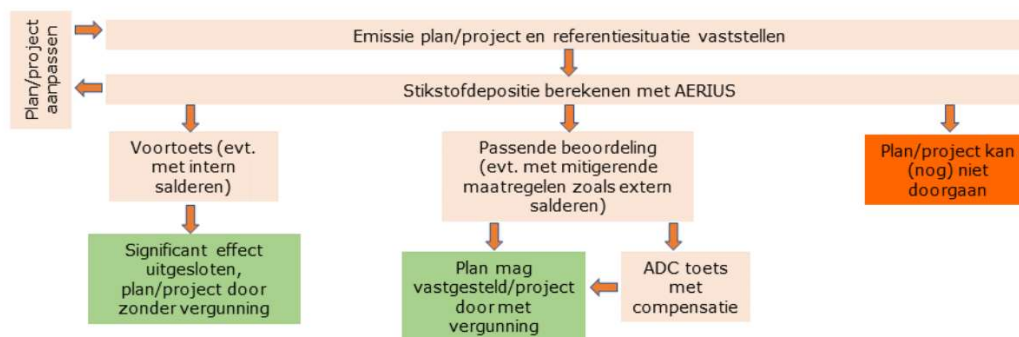 Plan/project
aanpassen
Emissie plan/project en referentiesituatie vaststellen
Stikstofdepositie berekenen met AERIUS
Voortoets (evt.
met intern
salderen)
Significant effect
uitgesloten,
plan/project door
zonder vergunning
Passende beoordeling
(evt. met mitigerende
maatregelen zoals extern
salderen)
Plan mag
vastgesteld/project
door met
vergunning
ADC toets
met
compensatie
Plan/project kan
(nog) niet
doorgaan